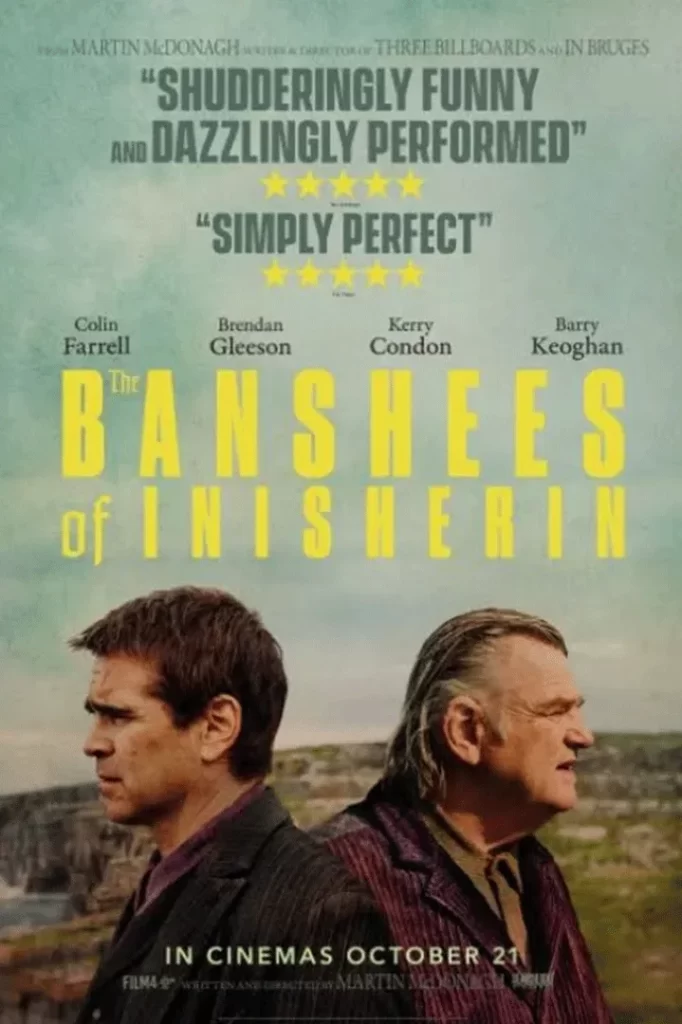 FROM MARTIN McDONAGH WRITER & DIRECTOR OF THREE BILLBOARDS AND IN BRUGES
“SHUDDERINGLY FUNNY
AND DAZZLINGLY PERFORMED”
“SIMPLY PERFECT”
Colin Farrell
Brendan Gleeson
Kerry Condon
Barry Keoghan
The BANSHEES
of INISHERIN
IN CINEMAS OCTOBER 21
FILM4 WRITTEN AND DIRECTED BY MARTIN McDONAGH